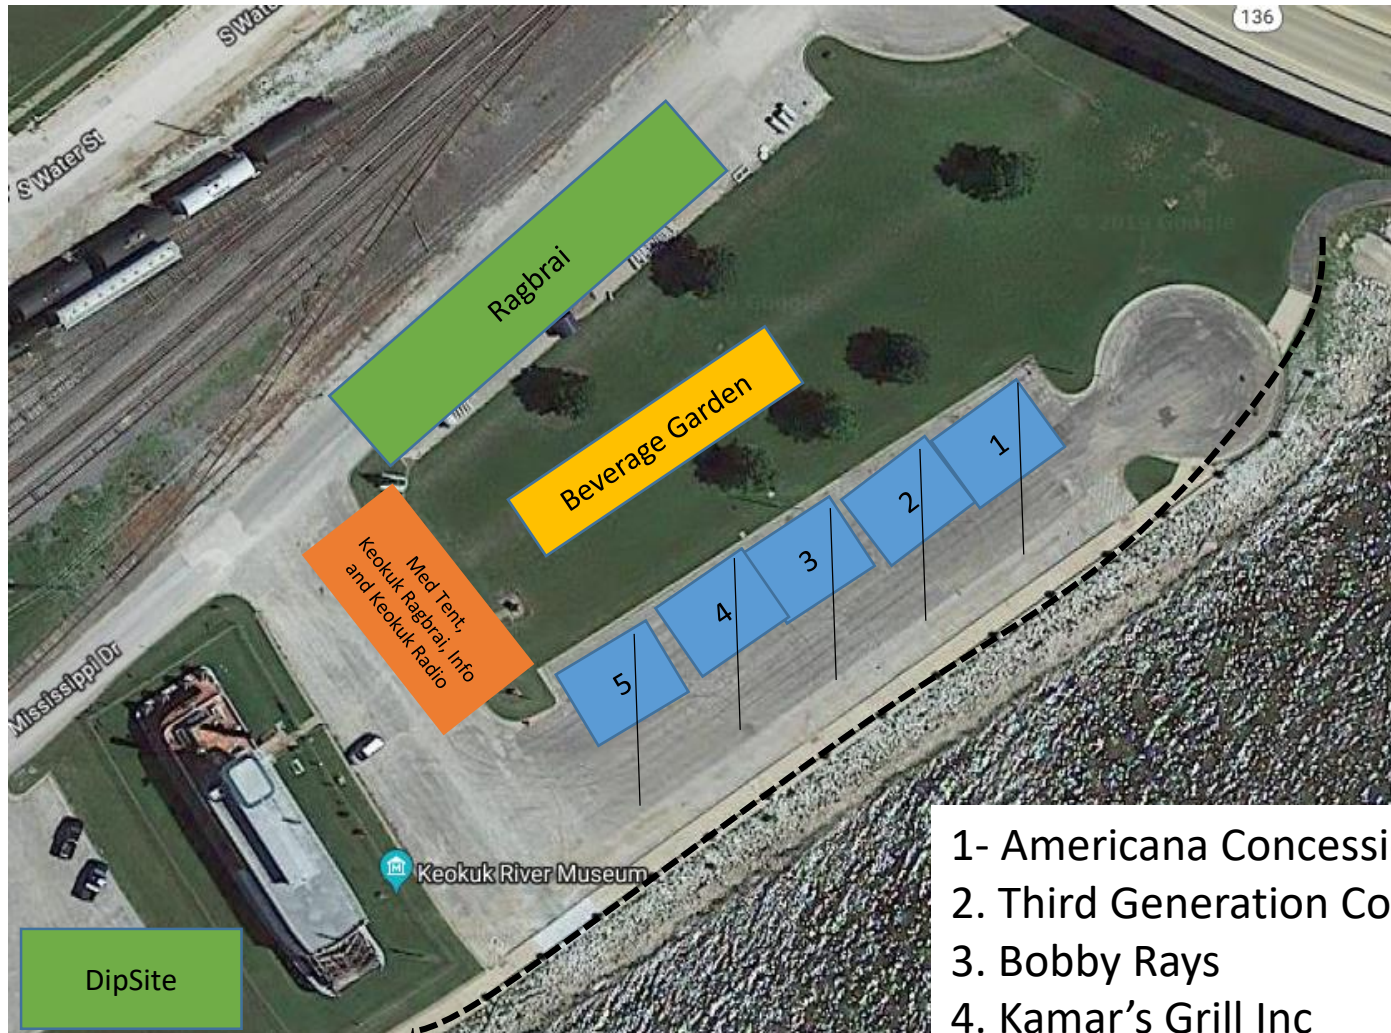 S Wate
136
S Water St
Ragbrai
Beverage Garden
1
2
3
4
5
Med Tent,
Keokuk Ragbrai, Info
and Keokuk Radio
Mississippi Dr
Keokuk River Museum
DipSite
1- Americana Concessi
2. Third Generation Co
3. Bobby Rays
4. Kamar's Grill Inc